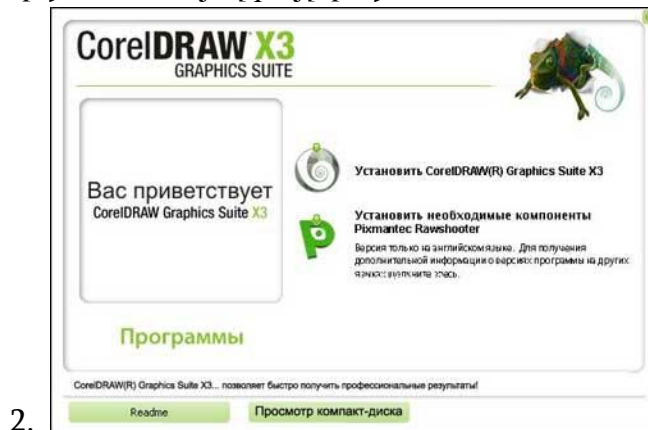 CorelDRAW X3
GRAPHICS SUITE
Вас приветствует
CorelDRAW Graphics Suite X3
Установить CorelDRAW(R) Graphics Suite X3
Установить необходимые компоненты
Pixmantec Rawshooter
Версия только на английском языке. Для получения
дополнительной информации о версиях программы на других
языках здесь.
Программы
CorelDRAW(R) Graphics Suite X3... позволяет быстро получить профессиональные результаты!
Readme
Просмотр компакт-диска
2.